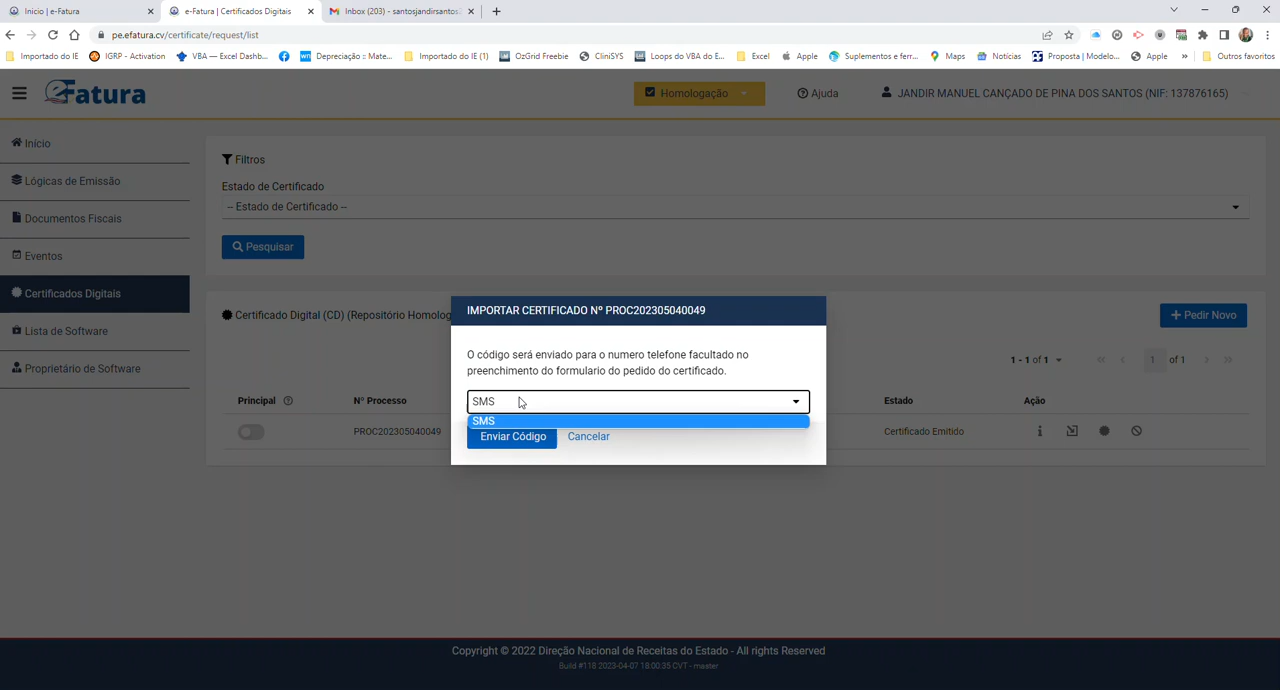 Inicio | e-Fatura
e-Fatura | Certificados Digitais
Inbox (203) - santosjandirsantos
pe.efatura.cv/certificate/request/list
Importado do IE
IGRP - Activation
VBA — Excel Dashb...
Depreciação : Mate...
Importado do IE (1)
OzGrid Freebie
CliniSYS
Loops do VBA do E...
Excel
Apple
Suplementos e ferr...
Maps
Notícias
Proposta | Modelo...
Apple
»
Outros favoritos
eFatura
Homologação
Ajuda
JANDIR MANUEL CANÇADO DE PINA DOS SANTOS (NIF: 137876165)
Início
Lógicas de Emissão
Documentos Fiscais
Eventos
Certificados Digitais
Lista de Software
Proprietário de Software
Filtros
Estado de Certificado
-- Estado de Certificado --
Pesquisar
Certificado Digital (CD) (Repositório Homolog
+ Pedir Novo
1 - 1 of 1
1 of 1
Principal
Nº Processo
Estado
Ação
PROC202305040049
Certificado Emitido
IMPORTAR CERTIFICADO Nº PROC202305040049
O código será enviado para o numero telefone facultado no
preenchimento do formulario do pedido do certificado.
SMS
SMS
Enviar Código
Cancelar
Copyright © 2022 Direção Nacional de Receitas do Estado - All rights Reserved
Build #118 2023-04-07 18:00:35 CVT - master